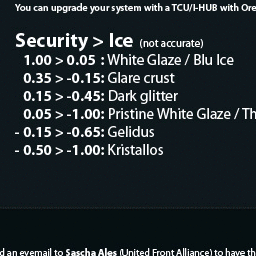 You can upgrade your system with a TCU/I-HUB with Ore
Security > Ice (not accurate)
1.00 > 0.05 : White Glaze / Blu Ice
0.35 > -0.15: Glare crust
0.15 > -0.45: Dark glitter
0.05 > -1.00: Pristine White Glaze / Th
- 0.15 > -0.65: Gelidus
- 0.50 > -1.00: Kristallos
d an evemail to Sascha Ales (United Front Alliance) to have th